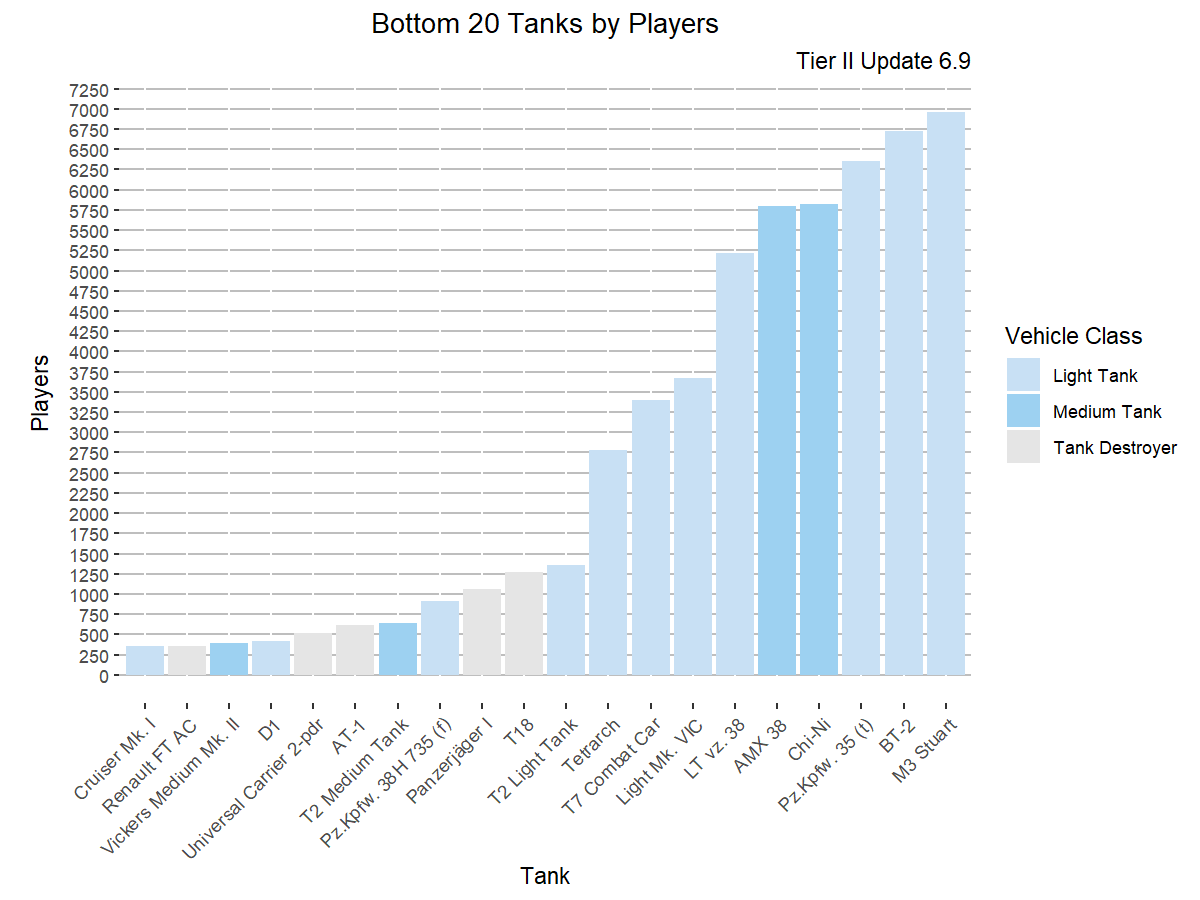 Bottom 20 Tanks by Players
Tier II Update 6.9
7250
7000
6750
6500
6250
6000
5750
5500
5250
5000
4750
4500
4250
4000
3750
3500
3250
3000
2750
2500
2250
2000
1750
1500
1250
1000
750
500
250
0
Players
Cruiser Mk. I
Renault FT AC
Vickers Medium Mk. II
D1
Universal Carrier 2-pdr
AT-1
T2 Medium Tank
Pz.Kpfw. 38 H 735 (f)
Panzerjäger I
T18
T2 Light Tank
Tetrarch
T7 Combat Car
Light Mk. VIC
LT vz. 38
AMX 38
Chi-Ni
Pz.Kpfw. 35 (t)
BT-2
M3 Stuart
Tank
Vehicle Class
Light Tank
Medium Tank
Tank Destroyer